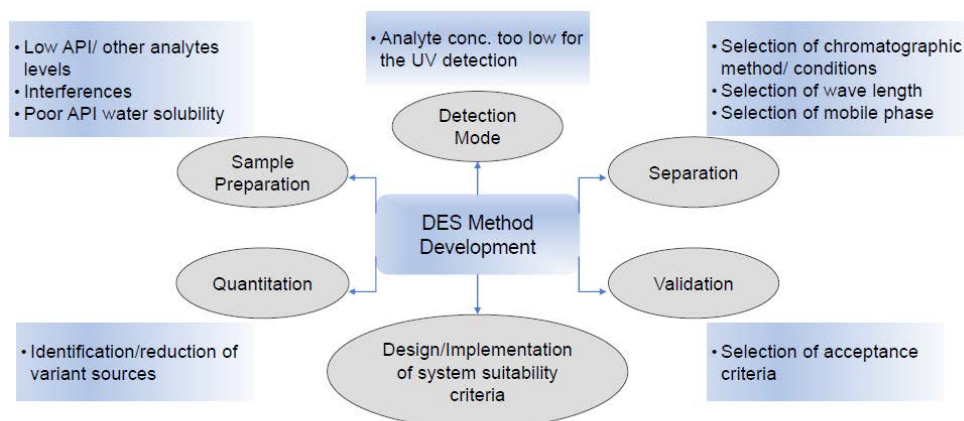 • Low API/ other analytes
levels
• Interferences
• Poor API water solubility
• Analyte conc. too low for
the UV detection
• Selection of chromatographic
method/ conditions
• Selection of wave length
• Selection of mobile phase
Detection
Mode
Sample
Preparation
Separation
DES Method
Development
Quantitation
Validation
• Identification/reduction of
variant sources
Design/Implementation
of system suitability
criteria
• Selection of acceptance
criteria